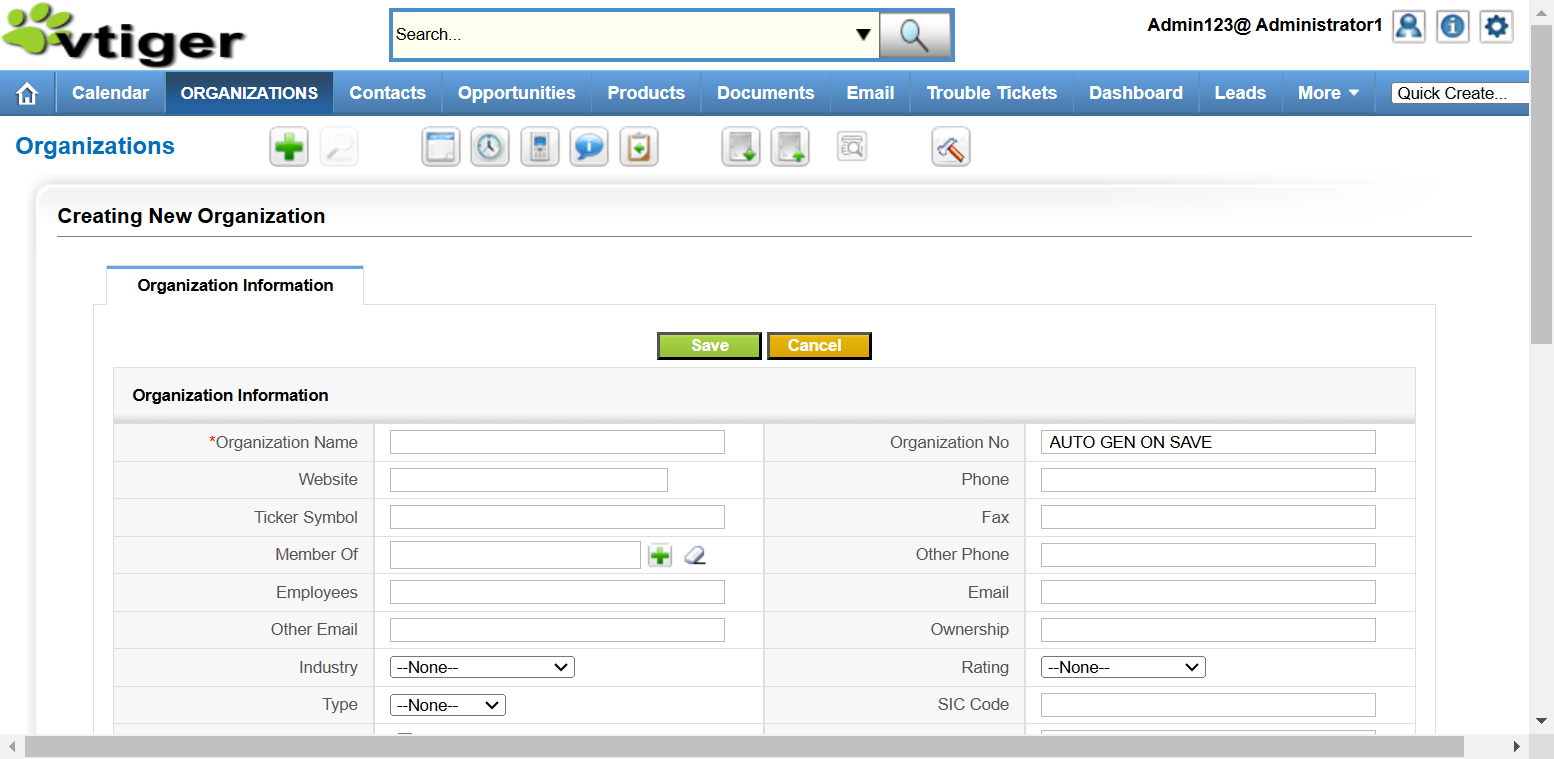 vtiger
Search...
Admin123@ Administrator1
Calendar
ORGANIZATIONS
Contacts
Opportunities
Products
Documents
Email
Trouble Tickets
Dashboard
Leads
More
Quick Create...
Organizations
Creating New Organization
Organization Information
Save
Cancel
Organization Information
*Organization Name
Organization No
AUTO GEN ON SAVE
Website
Phone
Ticker Symbol
Fax
Member Of
Other Phone
Employees
Email
Other Email
Ownership
Industry
--None--
Rating
--None--
Type
--None--
SIC Code